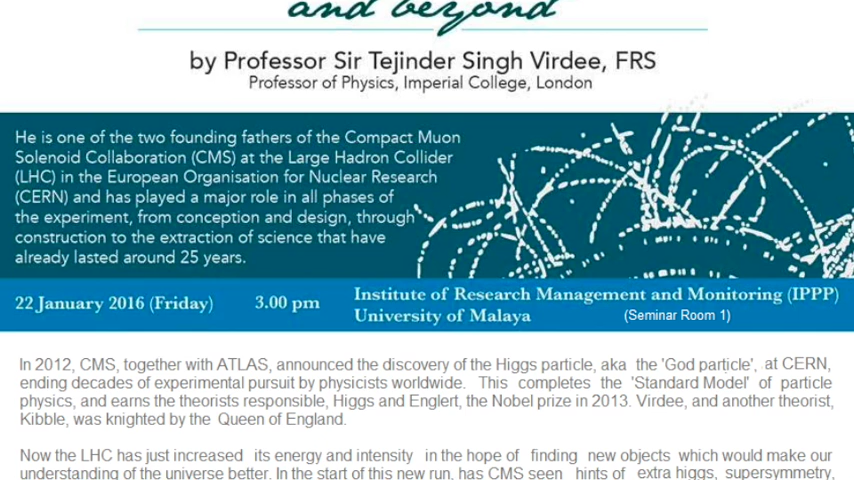 and beyond
by Professor Sir Tejinder Singh Virdee, FRS
Professor of Physics, Imperial College, London
He is one of the two founding fathers of the Compact Muon
Solenoid Collaboration (CMS) at the Large Hadron Collider
(LHC) in the European Organisation for Nuclear Research
(CERN) and has played a major role in all phases of
the experiment, from conception and design, through
construction to the extraction of science that have
already lasted around 25 years.
22 January 2016 (Friday) 3.00 pm Institute of Research Management and Monitoring (IPPP)
University of Malaya (Seminar Room 1)
In 2012, CMS, together with ATLAS, announced the discovery of the Higgs particle, aka the 'God particle', at CERN,
ending decades of experimental pursuit by physicists worldwide. This completes the 'Standard Model' of particle
physics, and earns the theorists responsible, Higgs and Englert, the Nobel prize in 2013. Virdee, and another theorist,
Kibble, was knighted by the Queen of England.
Now the LHC has just increased its energy and intensity in the hope of finding new objects which would make our
understanding of the universe better. In the start of this new run, has CMS seen hints of extra higgs, supersymmetry,